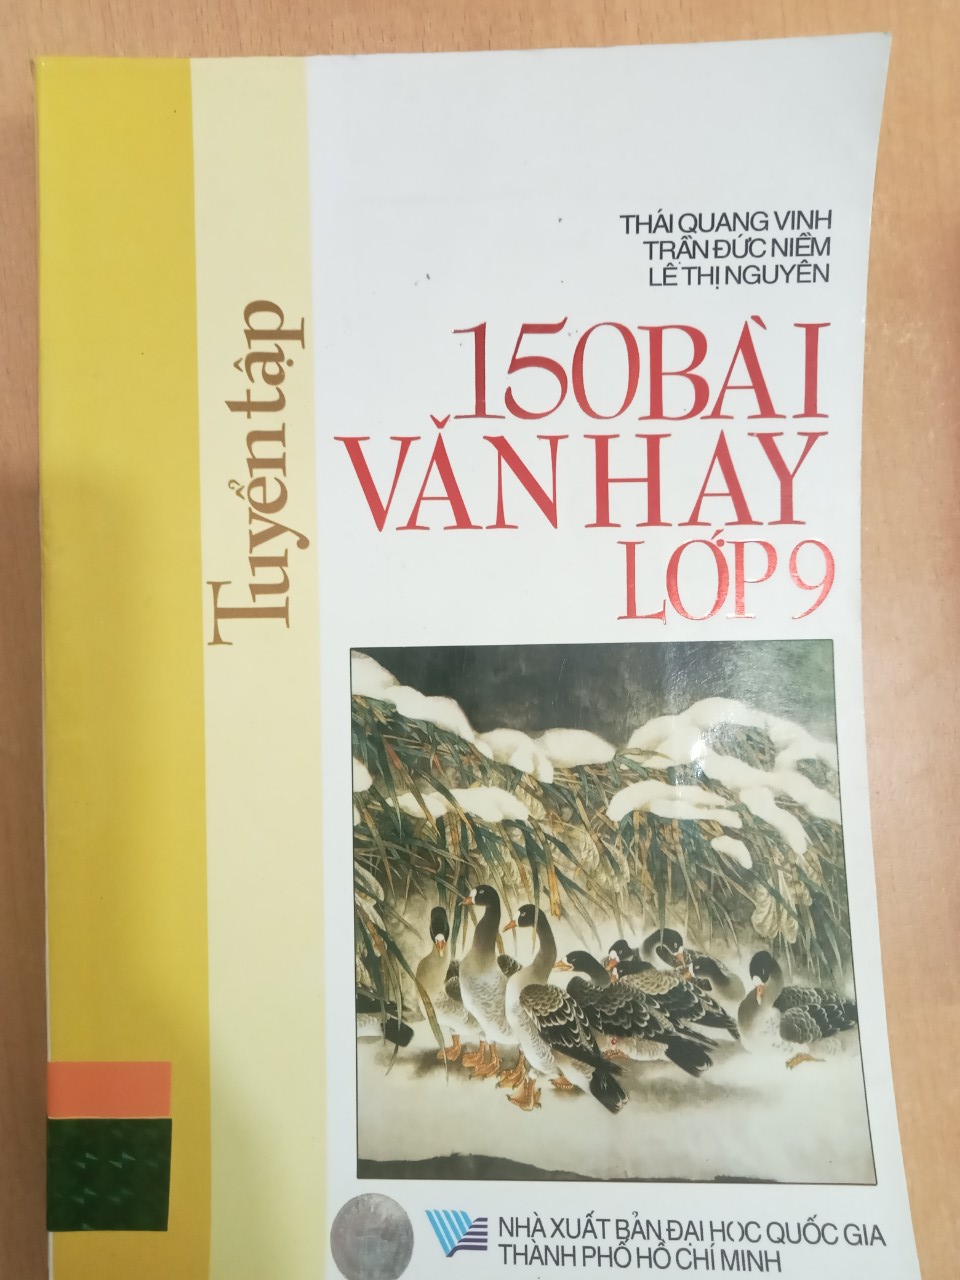 THÁI QUANG VINH
TRẦN ĐỨC NIỀM
LÊ THỊ NGUYÊN
Tuyển tập
150 BÀI
VĂN HAY
LỚP 9
NHÀ XUẤT BẢN ĐẠI HỌC QUỐC GIA
THÀNH PHỐ HỒ CHÍ MINH